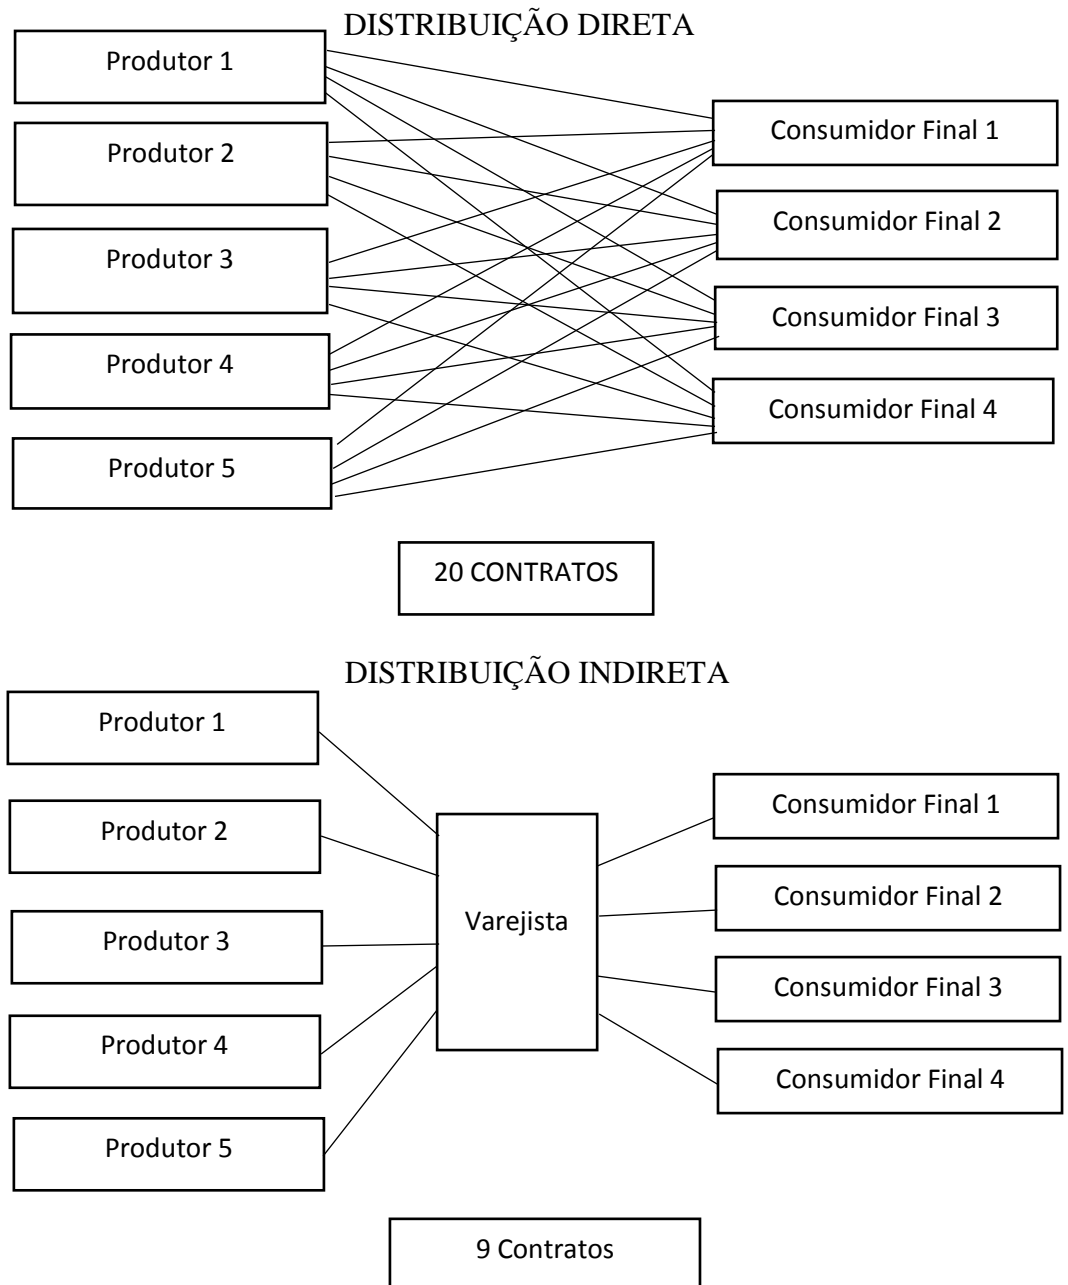 DISTRIBUIÇÃO DIRETA
Produtor 1
Produtor 2
Produtor 3
Produtor 4
Produtor 5
Consumidor Final 1
Consumidor Final 2
Consumidor Final 3
Consumidor Final 4
20 CONTRATOS
DISTRIBUIÇÃO INDIRETA
Produtor 1
Produtor 2
Produtor 3
Produtor 4
Produtor 5
Varejista
Consumidor Final 1
Consumidor Final 2
Consumidor Final 3
Consumidor Final 4
9 Contratos